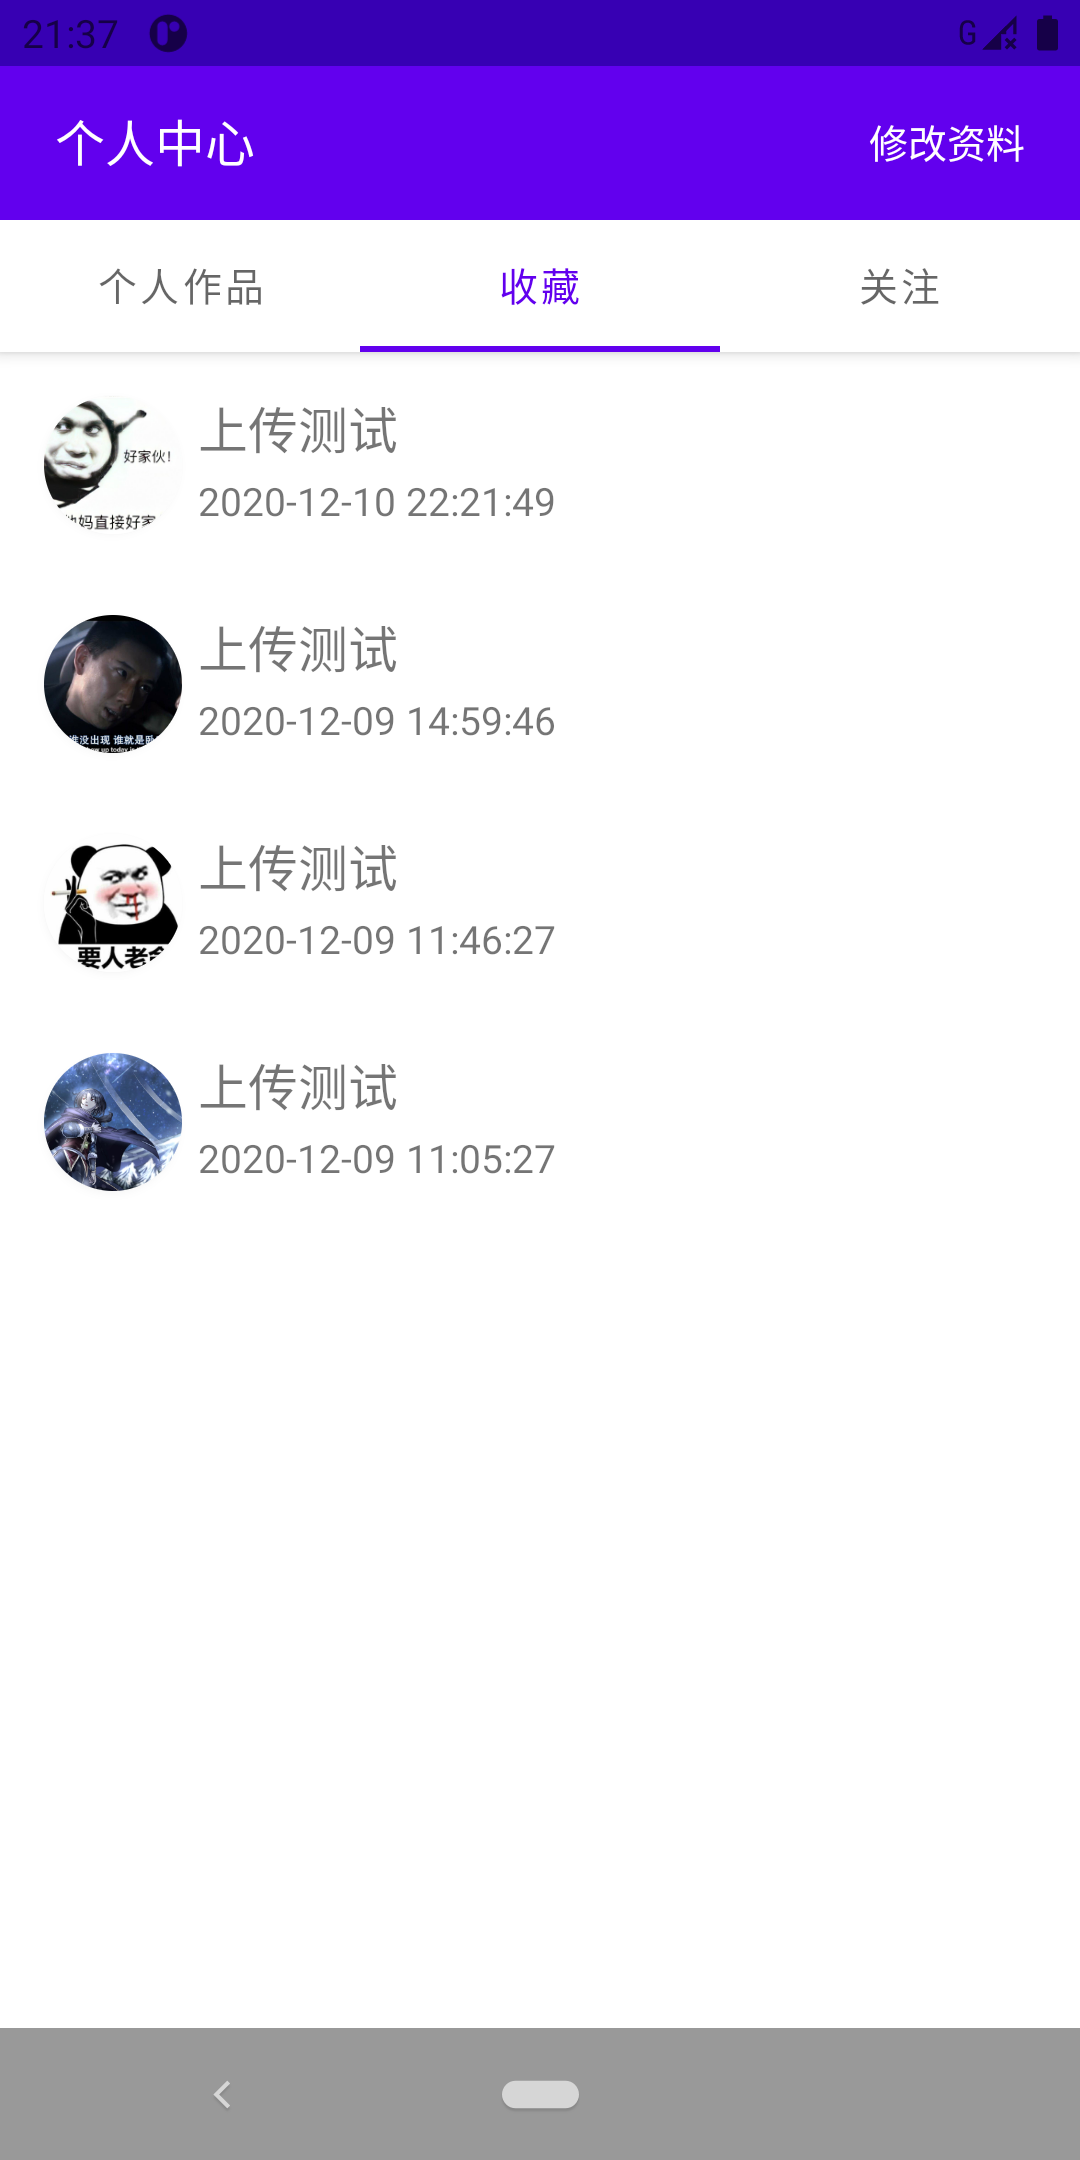 21:37
G
个人中心
修改资料
个人作品
收藏
关注
上传测试
好家伙!
妈直接好家
2020-12-10 22:21:49
上传测试
谁没出现 谁就是
up today
2020-12-09 14:59:46
上传测试
要人老命
2020-12-09 11:46:27
上传测试
2020-12-09 11:05:27